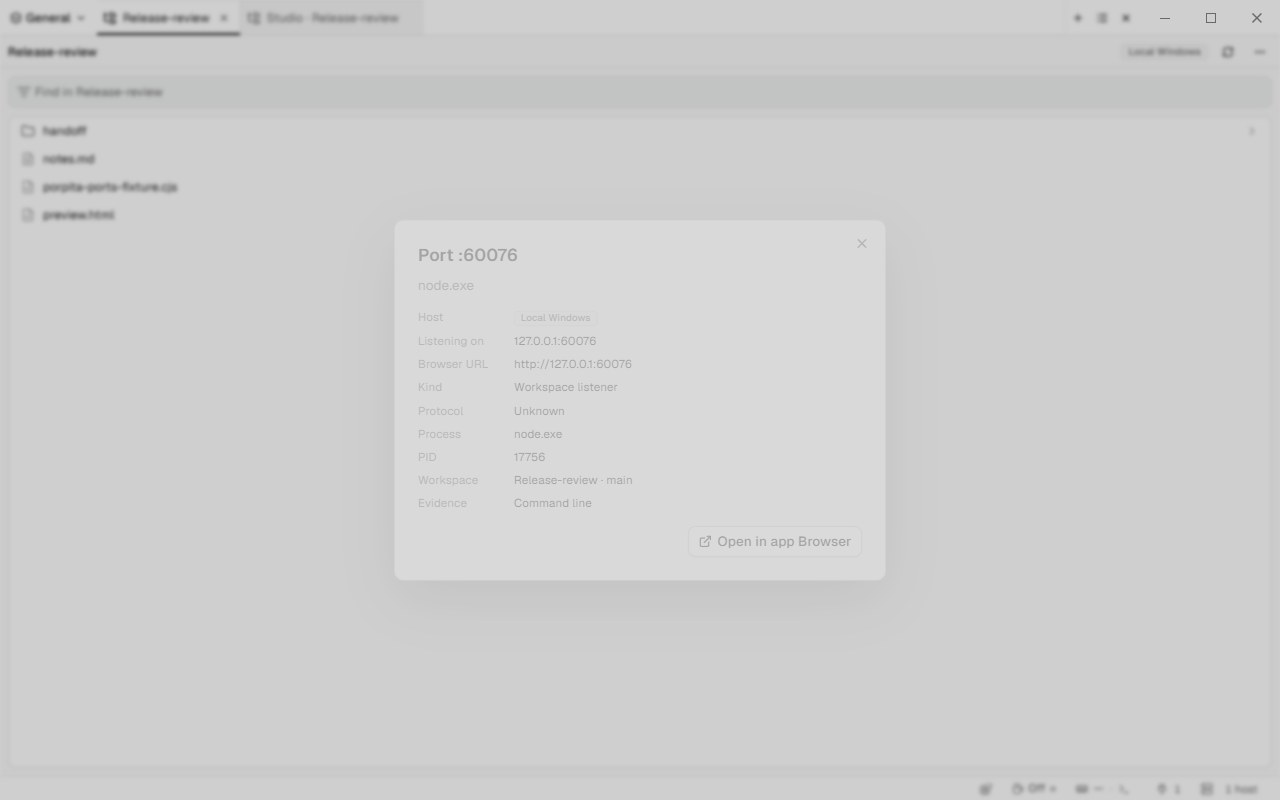 General
Release-review
Studio · Release-review
Release-review
Local Windows
Find in Release-review
handoff
notes.md
porpita-ports-fixture.cjs
preview.html
Port :60076
node.exe
Host Local Windows
Listening on 127.0.0.1:60076
Browser URL http://127.0.0.1:60076
Kind Workspace listener
Protocol Unknown
Process node.exe
PID 17756
Workspace Release-review · main
Evidence Command line
Open in app Browser
Off
1
1 host